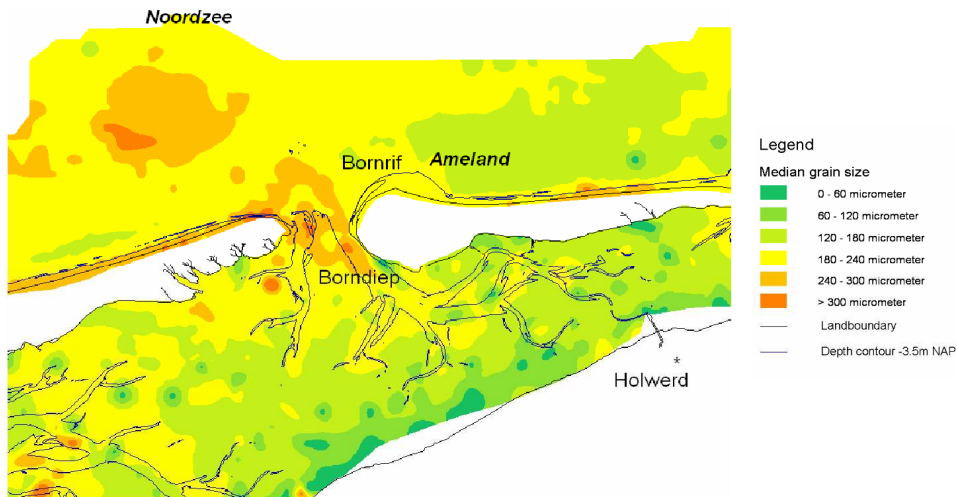 Noordzee
Bornrif
Ameland
Borndiep
Holwerd
*
Legend
Median grain size
0 - 60 micrometer
60 - 120 micrometer
120 - 180 micrometer
180 - 240 micrometer
240 - 300 micrometer
> 300 micrometer
Landboundary
Depth contour -3.5m NAP